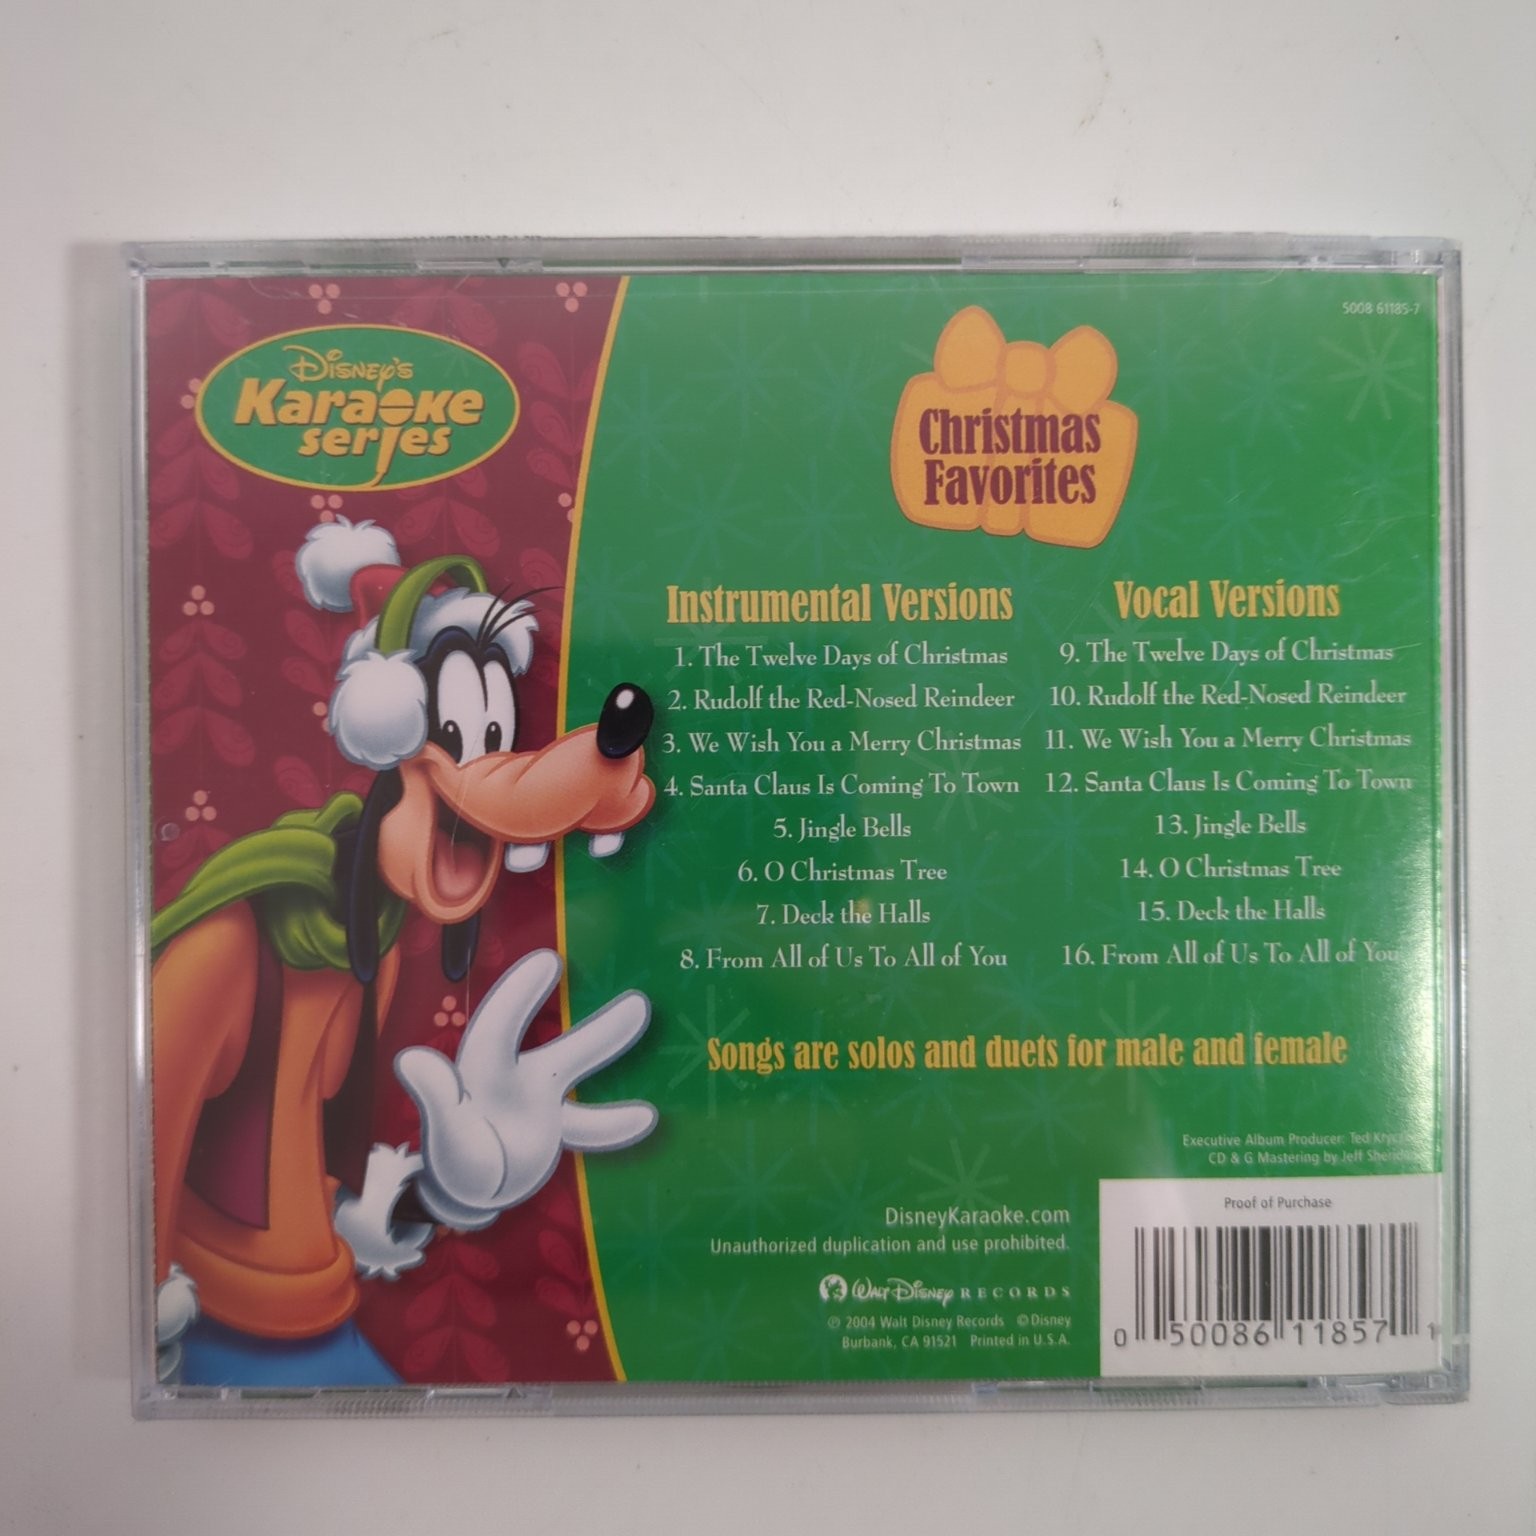 5008 61185-7
Disney's
Karaoke
series
Christmas
Favorites
Instrumental Versions
1. The Twelve Days of Christmas
2. Rudolf the Red-Nosed Reindeer
3. We Wish You a Merry Christmas
4. Santa Claus Is Coming To Town
5. Jingle Bells
6. O Christmas Tree
7. Deck the Halls
8. From All of Us To All of You
Vocal Versions
9. The Twelve Days of Christmas
10. Rudolf the Red-Nosed Reindeer
11. We Wish You a Merry Christmas
12. Santa Claus Is Coming To Town
13. Jingle Bells
14. O Christmas Tree
15. Deck the Halls
16. From All of Us To All of You
Songs are solos and duets for male and female
Executive Album Producer: Ted
CD & G Mastering by Jeff
DisneyKaraoke.com
Unauthorized duplication and use prohibited.
Walt Disney RECORDS
℗ 2004 Walt Disney Records © Disney
Burbank, CA 91521 Printed in U.S.A.
Proof of Purchase
0 50086 11857 1